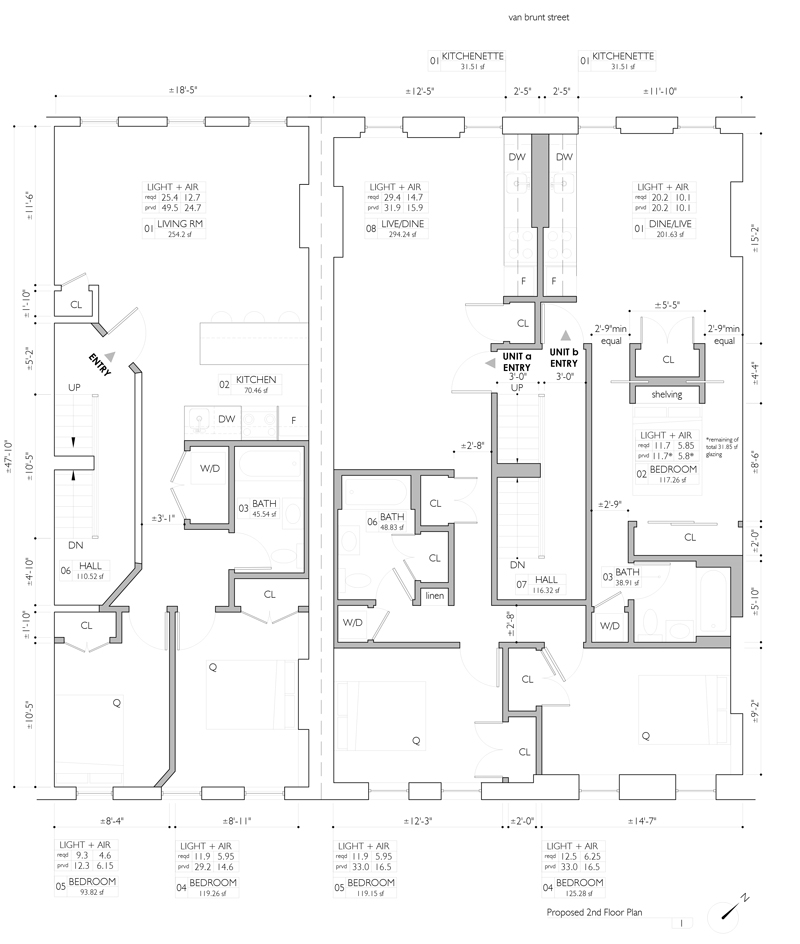 van brunt street
01 KITCHENETTE
31.51 sf
01 KITCHENETTE
31.51 sf
±18'-5"
±12'-5"
2'-5"
2'-5"
±11'-10"
DW
DW
LIGHT + AIR
reqd 25.4 12.7
prvd 49.5 24.7
01 LIVING RM
254.2 sf
LIGHT + AIR
reqd 29.4 14.7
prvd 31.9 15.9
08 LIVE/DINE
294.24 sf
LIGHT + AIR
reqd 20.2 10.1
prvd 20.2 10.1
01 DINE/LIVE
201.63 sf
±11'-6"
±15'-2"
F
F
±1'-10"
CL
CL
±5'-5"
2'-9"min
equal
2'-9"min
equal
ENTRY
±5'-2"
UNIT a
ENTRY
UNIT b
ENTRY
3'-0"
3'-0"
CL
±4'-4"
UP
02 KITCHEN
70.46 sf
UP
shelving
DW
F
±47'-10"
±10'-5"
W/D
±2'-8"
LIGHT + AIR
reqd 11.7 5.85
prvd 11.7* 5.8*
02 BEDROOM
117.26 sf
*remaining of
total 31.85 sf
glazing
±8'-6"
03 BATH
45.54 sf
±3'-1"
06 BATH
48.83 sf
CL
±2'-9"
DN
CL
CL
±2'-0"
06 HALL
110.52 sf
±4'-10"
DN
07 HALL
116.32 sf
03 BATH
38.91 sf
CL
linen
±5'-10"
CL
±1'-10"
W/D
±2'-8"
W/D
Q
Q
CL
±10'-5"
Q
CL
Q
±9'-2"
±8'-4"
±8'-11"
±12'-3"
±2'-0"
±14'-7"
LIGHT + AIR
reqd 9.3 4.6
prvd 12.3 6.15
05 BEDROOM
93.82 sf
LIGHT + AIR
reqd 11.9 5.95
prvd 29.2 14.6
04 BEDROOM
119.26 sf
LIGHT + AIR
reqd 11.9 5.95
prvd 33.0 16.5
05 BEDROOM
119.15 sf
LIGHT + AIR
reqd 12.5 6.25
prvd 33.0 16.5
04 BEDROOM
125.28 sf
Proposed 2nd Floor Plan
1
N